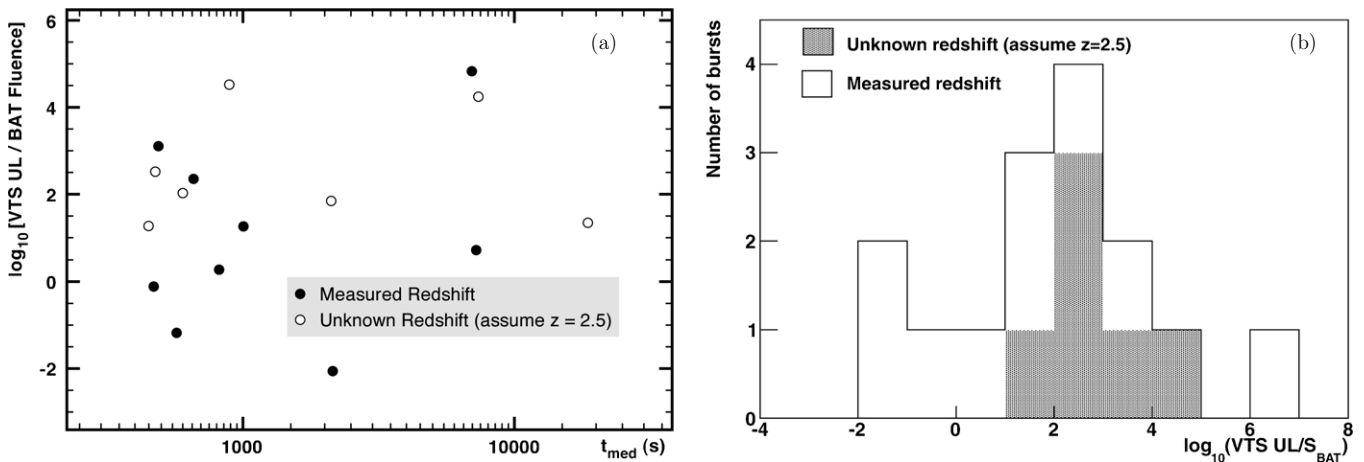 (a)
log10[VTS UL / BAT Fluence]
6
4
2
0
-2
1000
10000
tmed (s)
Measured Redshift
Unknown Redshift (assume z = 2.5)
(b)
Number of bursts
Unknown redshift (assume z=2.5)
Measured redshift
4
3
2
1
0
-4
-2
0
2
4
6
8
log10(VTS UL/SBAT)